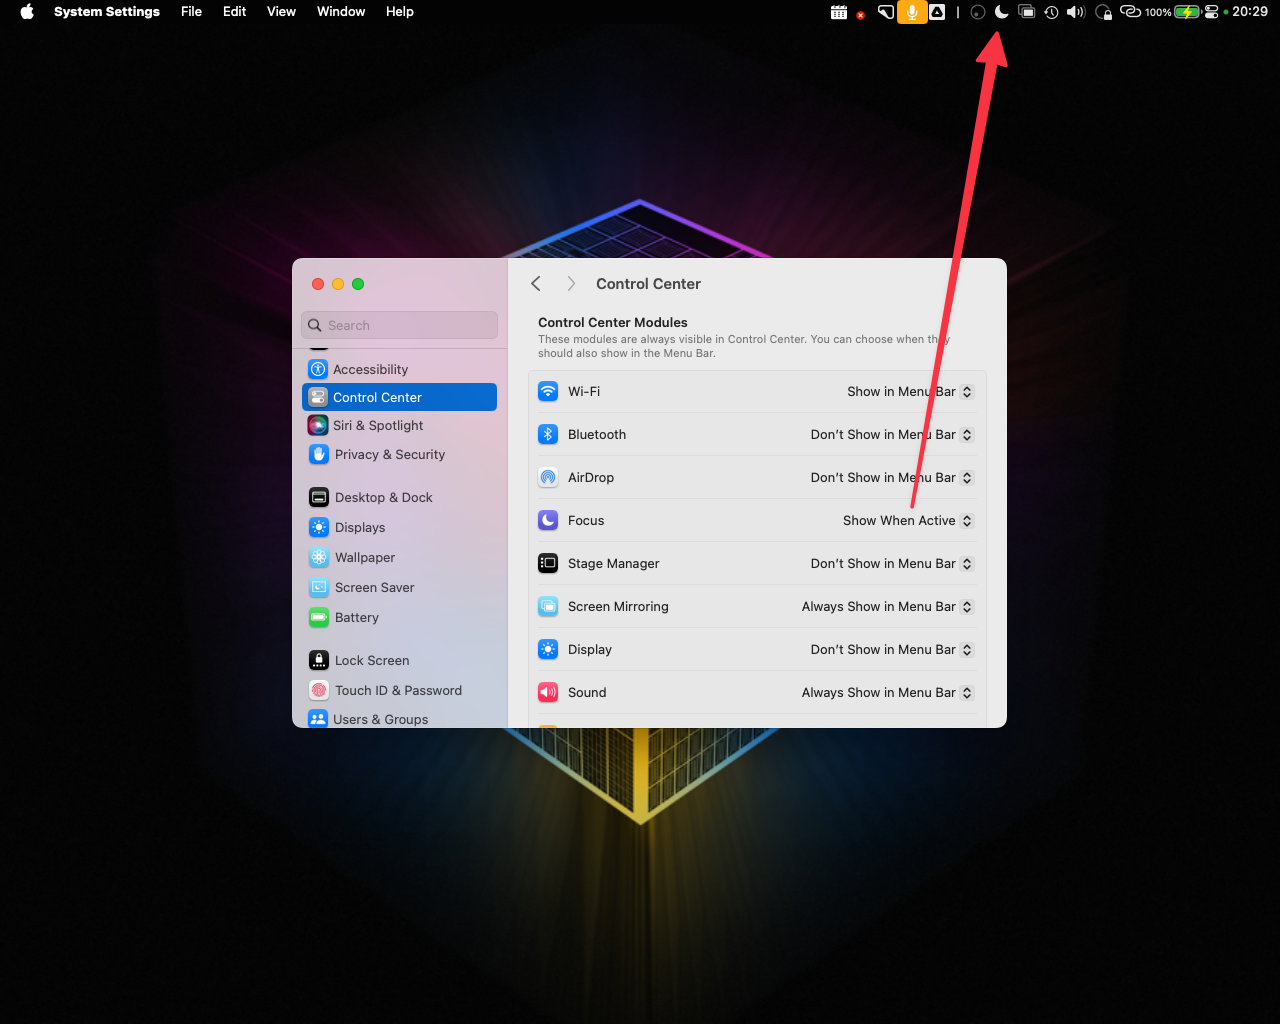 System Settings File Edit View Window Help 100% 20:29
Control Center
Search
Control Center Modules
These modules are always visible in Control Center. You can choose when they
should also show in the Menu Bar.
Accessibility
Control Center
Siri & Spotlight
Privacy & Security
Desktop & Dock
Displays
Wallpaper
Screen Saver
Battery
Lock Screen
Touch ID & Password
Users & Groups
Wi-Fi Show in Menu Bar
Bluetooth Don't Show in Menu Bar
AirDrop Don't Show in Menu Bar
Focus Show When Active
Stage Manager Don't Show in Menu Bar
Screen Mirroring Always Show in Menu Bar
Display Don't Show in Menu Bar
Sound Always Show in Menu Bar